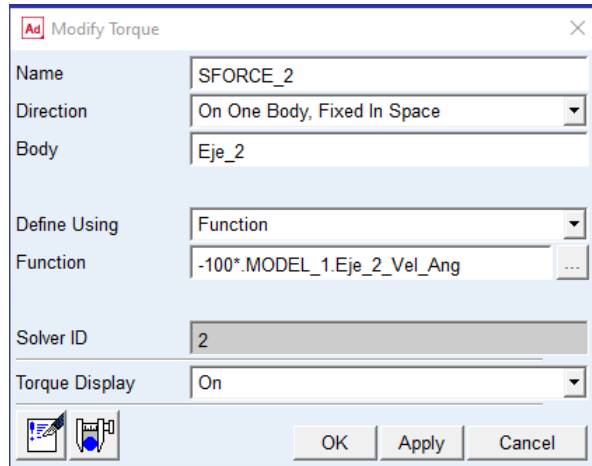 Ad Modify Torque
Name SFORCE_2
Direction On One Body, Fixed In Space
Body Eje_2
Define Using Function
Function -100*.MODEL_1.Eje_2_Vel_Ang ...
Solver ID 2
Torque Display On
OK Apply Cancel